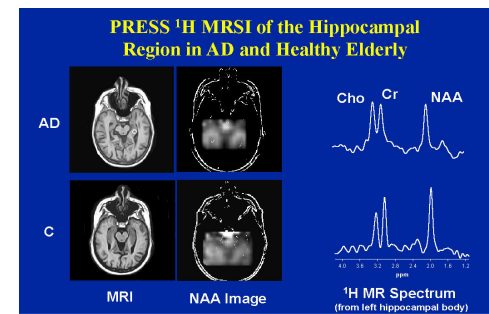 PRESS ¹H MRSI of the Hippocampal
Region in AD and Healthy Elderly
AD
Cho
Cr
NAA
C
4.0 3.6 3.2 2.8 2.4 2.0 1.6 1.2
ppm
MRI
NAA Image
¹H MR Spectrum
(from left hippocampal body)